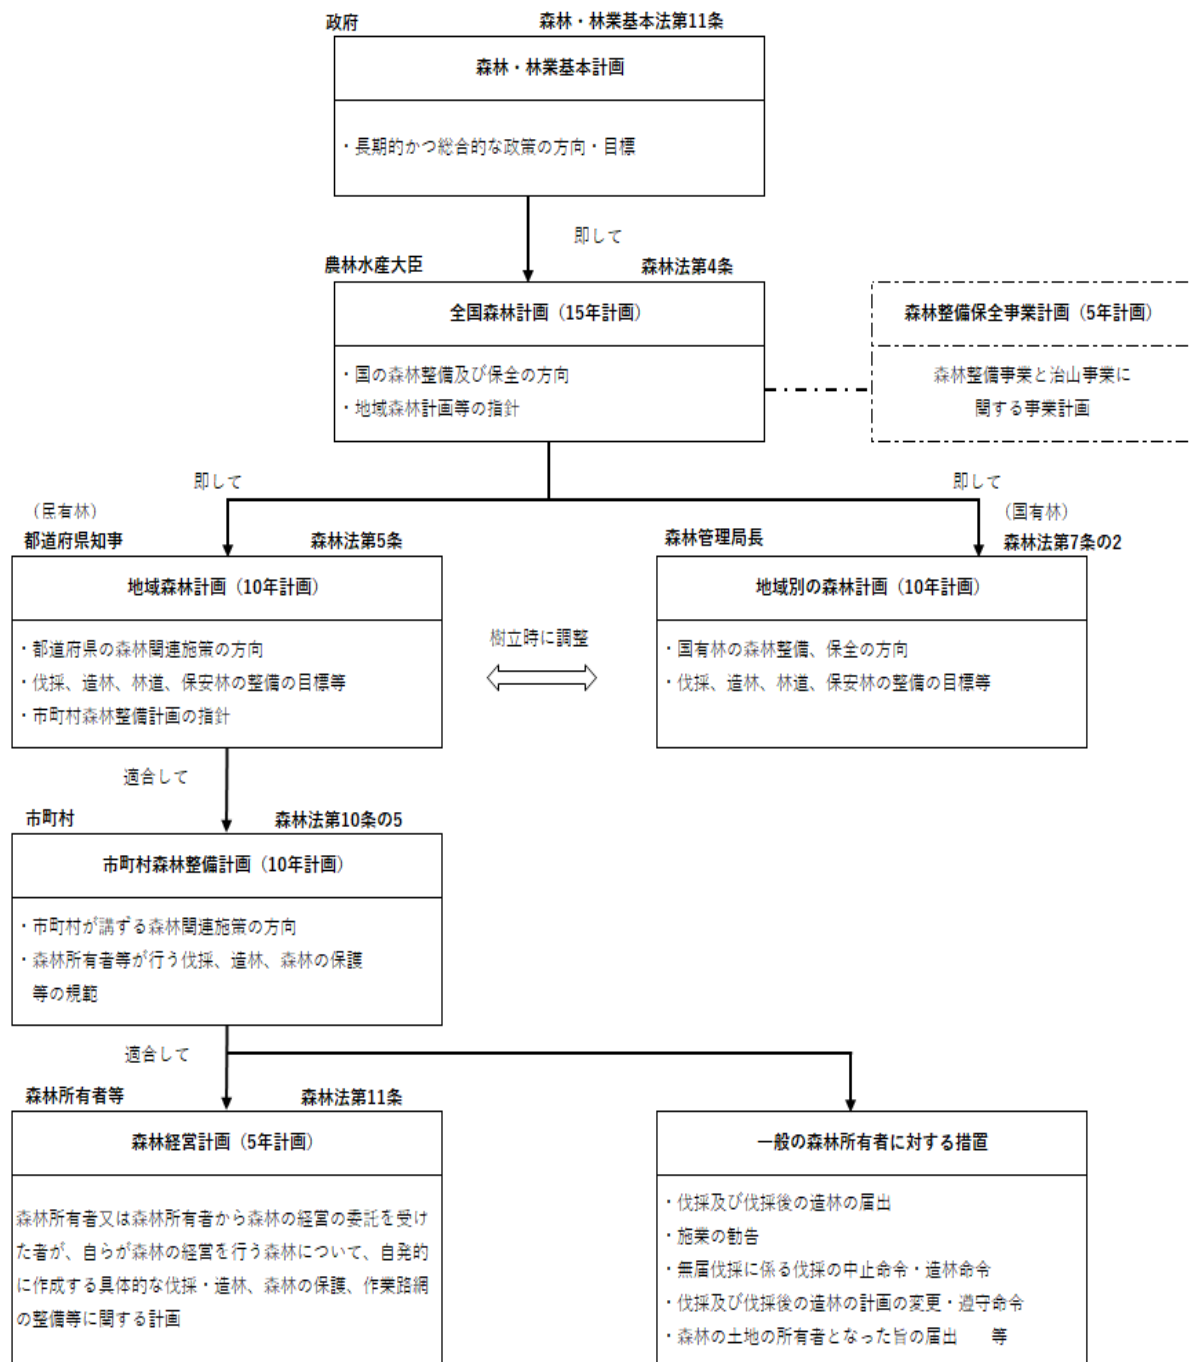 政府
森林・林業基本法第11条
森林・林業基本計画
・長期的かつ総合的な政策の方向・目標
即して
農林水産大臣
森林法第4条
全国森林計画（15年計画）
・国の森林整備及び保全の方向
・地域森林計画等の指針
森林整備保全事業計画（5年計画）
森林整備事業と治山事業に
関する事業計画
即して
即して
（民有林）
都道府県知事
森林法第5条
地域森林計画（10年計画）
・都道府県の森林関連施策の方向
・伐採、造林、林道、保安林の整備の目標等
・市町村森林整備計画の指針
樹立時に調整
（国有林）
森林管理局長
森林法第7条の2
地域別の森林計画（10年計画）
・国有林の森林整備、保全の方向
・伐採、造林、林道、保安林の整備の目標等
適合して
市町村
森林法第10条の5
市町村森林整備計画（10年計画）
・市町村が講ずる森林関連施策の方向
・森林所有者等が行う伐採、造林、森林の保護
等の規範
適合して
森林所有者等
森林法第11条
森林経営計画（5年計画）
森林所有者又は森林所有者から森林の経営の委託を受け
た者が、自らが森林の経営を行う森林について、自発的
に作成する具体的な伐採・造林、森林の保護、作業路網
の整備等に関する計画
一般の森林所有者に対する措置
・伐採及び伐採後の造林の届出
・施業の勧告
・無届伐採に係る伐採の中止命令・造林命令
・伐採及び伐採後の造林の計画の変更・遵守命令
・森林の土地の所有者となった旨の届出　等